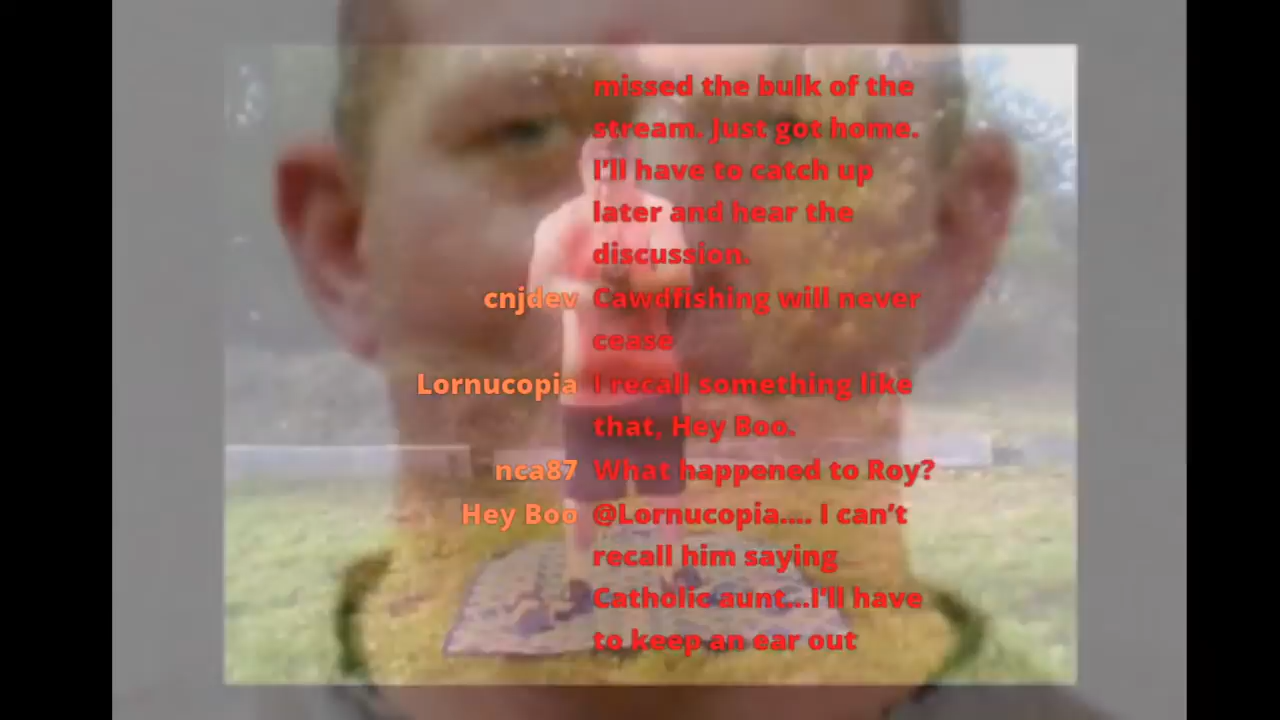 missed the bulk of the
stream. Just got home.
I'll have to catch up
later and hear the
discussion.
cnjdev Cawdfishing will never
cease
Lornucopia I recall something like
that, Hey Boo.
nca87 What happened to Roy?
Hey Boo @Lornucopia.... I can't
recall him saying
Catholic aunt...I'll have
to keep an ear out